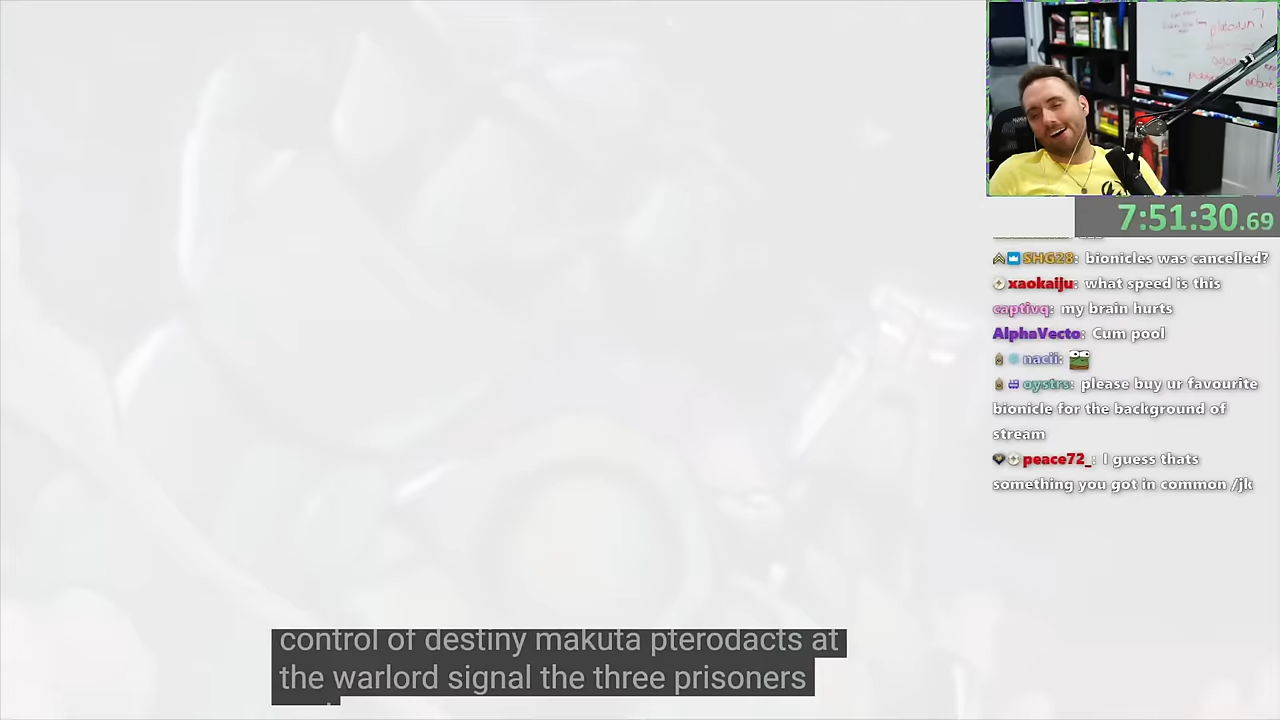 platown?
7:51:30.69
SHG28: bionicles was cancelled?
xaokaiju: what speed is this
captivq: my brain hurts
AlphaVecto: Cum pool
nacii:
oystrs: please buy ur favourite
bionicle for the background of
stream
peace72_: I guess thats
something you got in common /jk
control of destiny makuta pterodacts at
the warlord signal the three prisoners